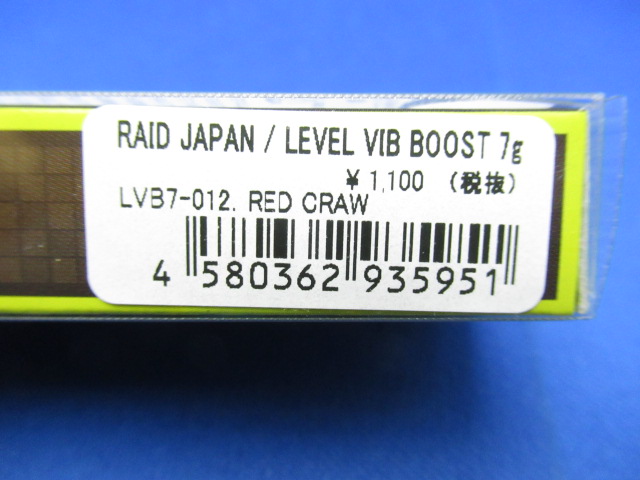 RAID JAPAN / LEVEL VIB BOOST 7g
¥ 1,100 (税抜)
LVB7-012. RED CRAW
4 580362 935951